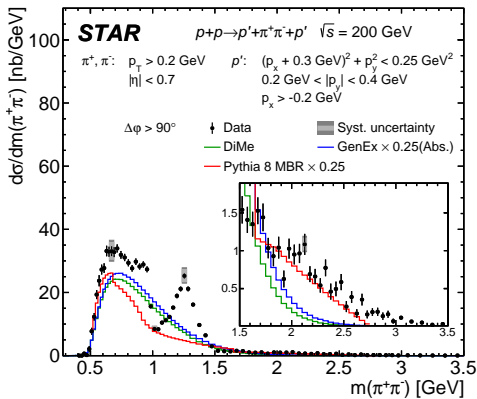 STAR p+p→p′+π⁺π⁻+p′ √s = 200 GeV
π⁺, π⁻: p_T > 0.2 GeV p′: (p_x + 0.3 GeV)² + p_y² < 0.25 GeV²
|η| < 0.7 0.2 GeV < |p_y| < 0.4 GeV
p_x > -0.2 GeV
Δφ > 90° Data Syst. uncertainty
DiMe GenEx × 0.25(Abs.)
Pythia 8 MBR × 0.25
dσ/dm(π⁺π⁻) [nb/GeV]
100
80
60
40
20
0
1.5
1
0.5
1.5 2 2.5 3 3.5
0.5 1 1.5 2 2.5 3 3.5
m(π⁺π⁻) [GeV]